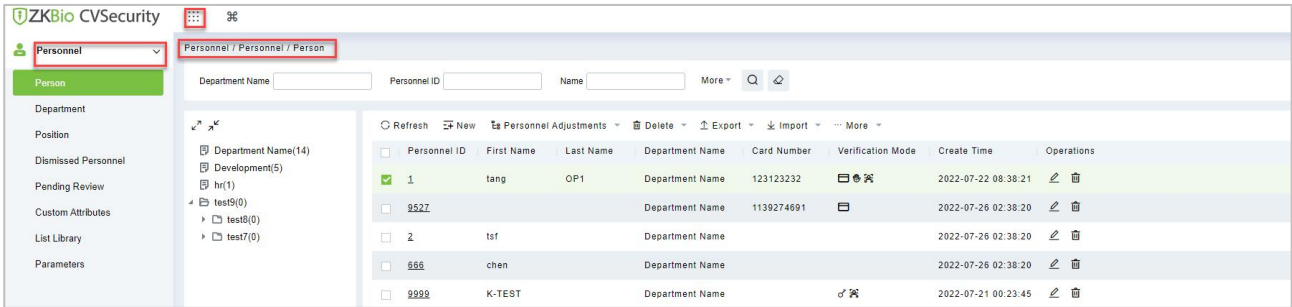 ZKBio CVSecurity
Personnel
Personnel / Personnel / Person
Person
Department
Position
Dismissed Personnel
Pending Review
Custom Attributes
List Library
Parameters
Department Name Personnel ID Name More
Department Name(14)
Development(5)
hr(1)
test9(0)
test8(0)
test7(0)
Refresh New Personnel Adjustments Delete Export Import ··· More
Personnel ID First Name Last Name Department Name Card Number Verification Mode Create Time Operations
1 tang OP1 Department Name 123123232 2022-07-22 08:38:21
9527 Department Name 1139274691 2022-07-26 02:38:20
2 tsf Department Name 2022-07-26 02:38:20
666 chen Department Name 2022-07-26 02:38:20
9999 K-TEST Department Name 2022-07-21 00:23:45